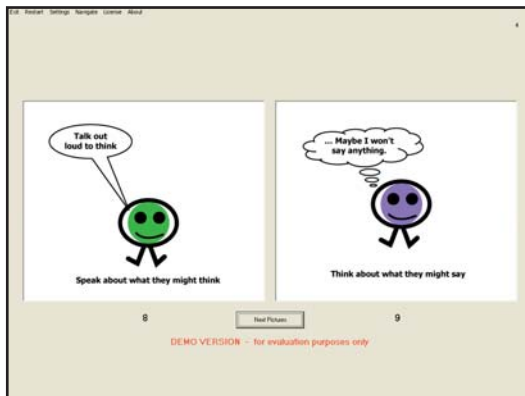 Exit Restart Settings Navigate License About
4
Talk out
loud to think
Speak about what they might think
... Maybe I won't
say anything.
Think about what they might say
8
Next Pictures
9
DEMO VERSION - for evaluation purposes only